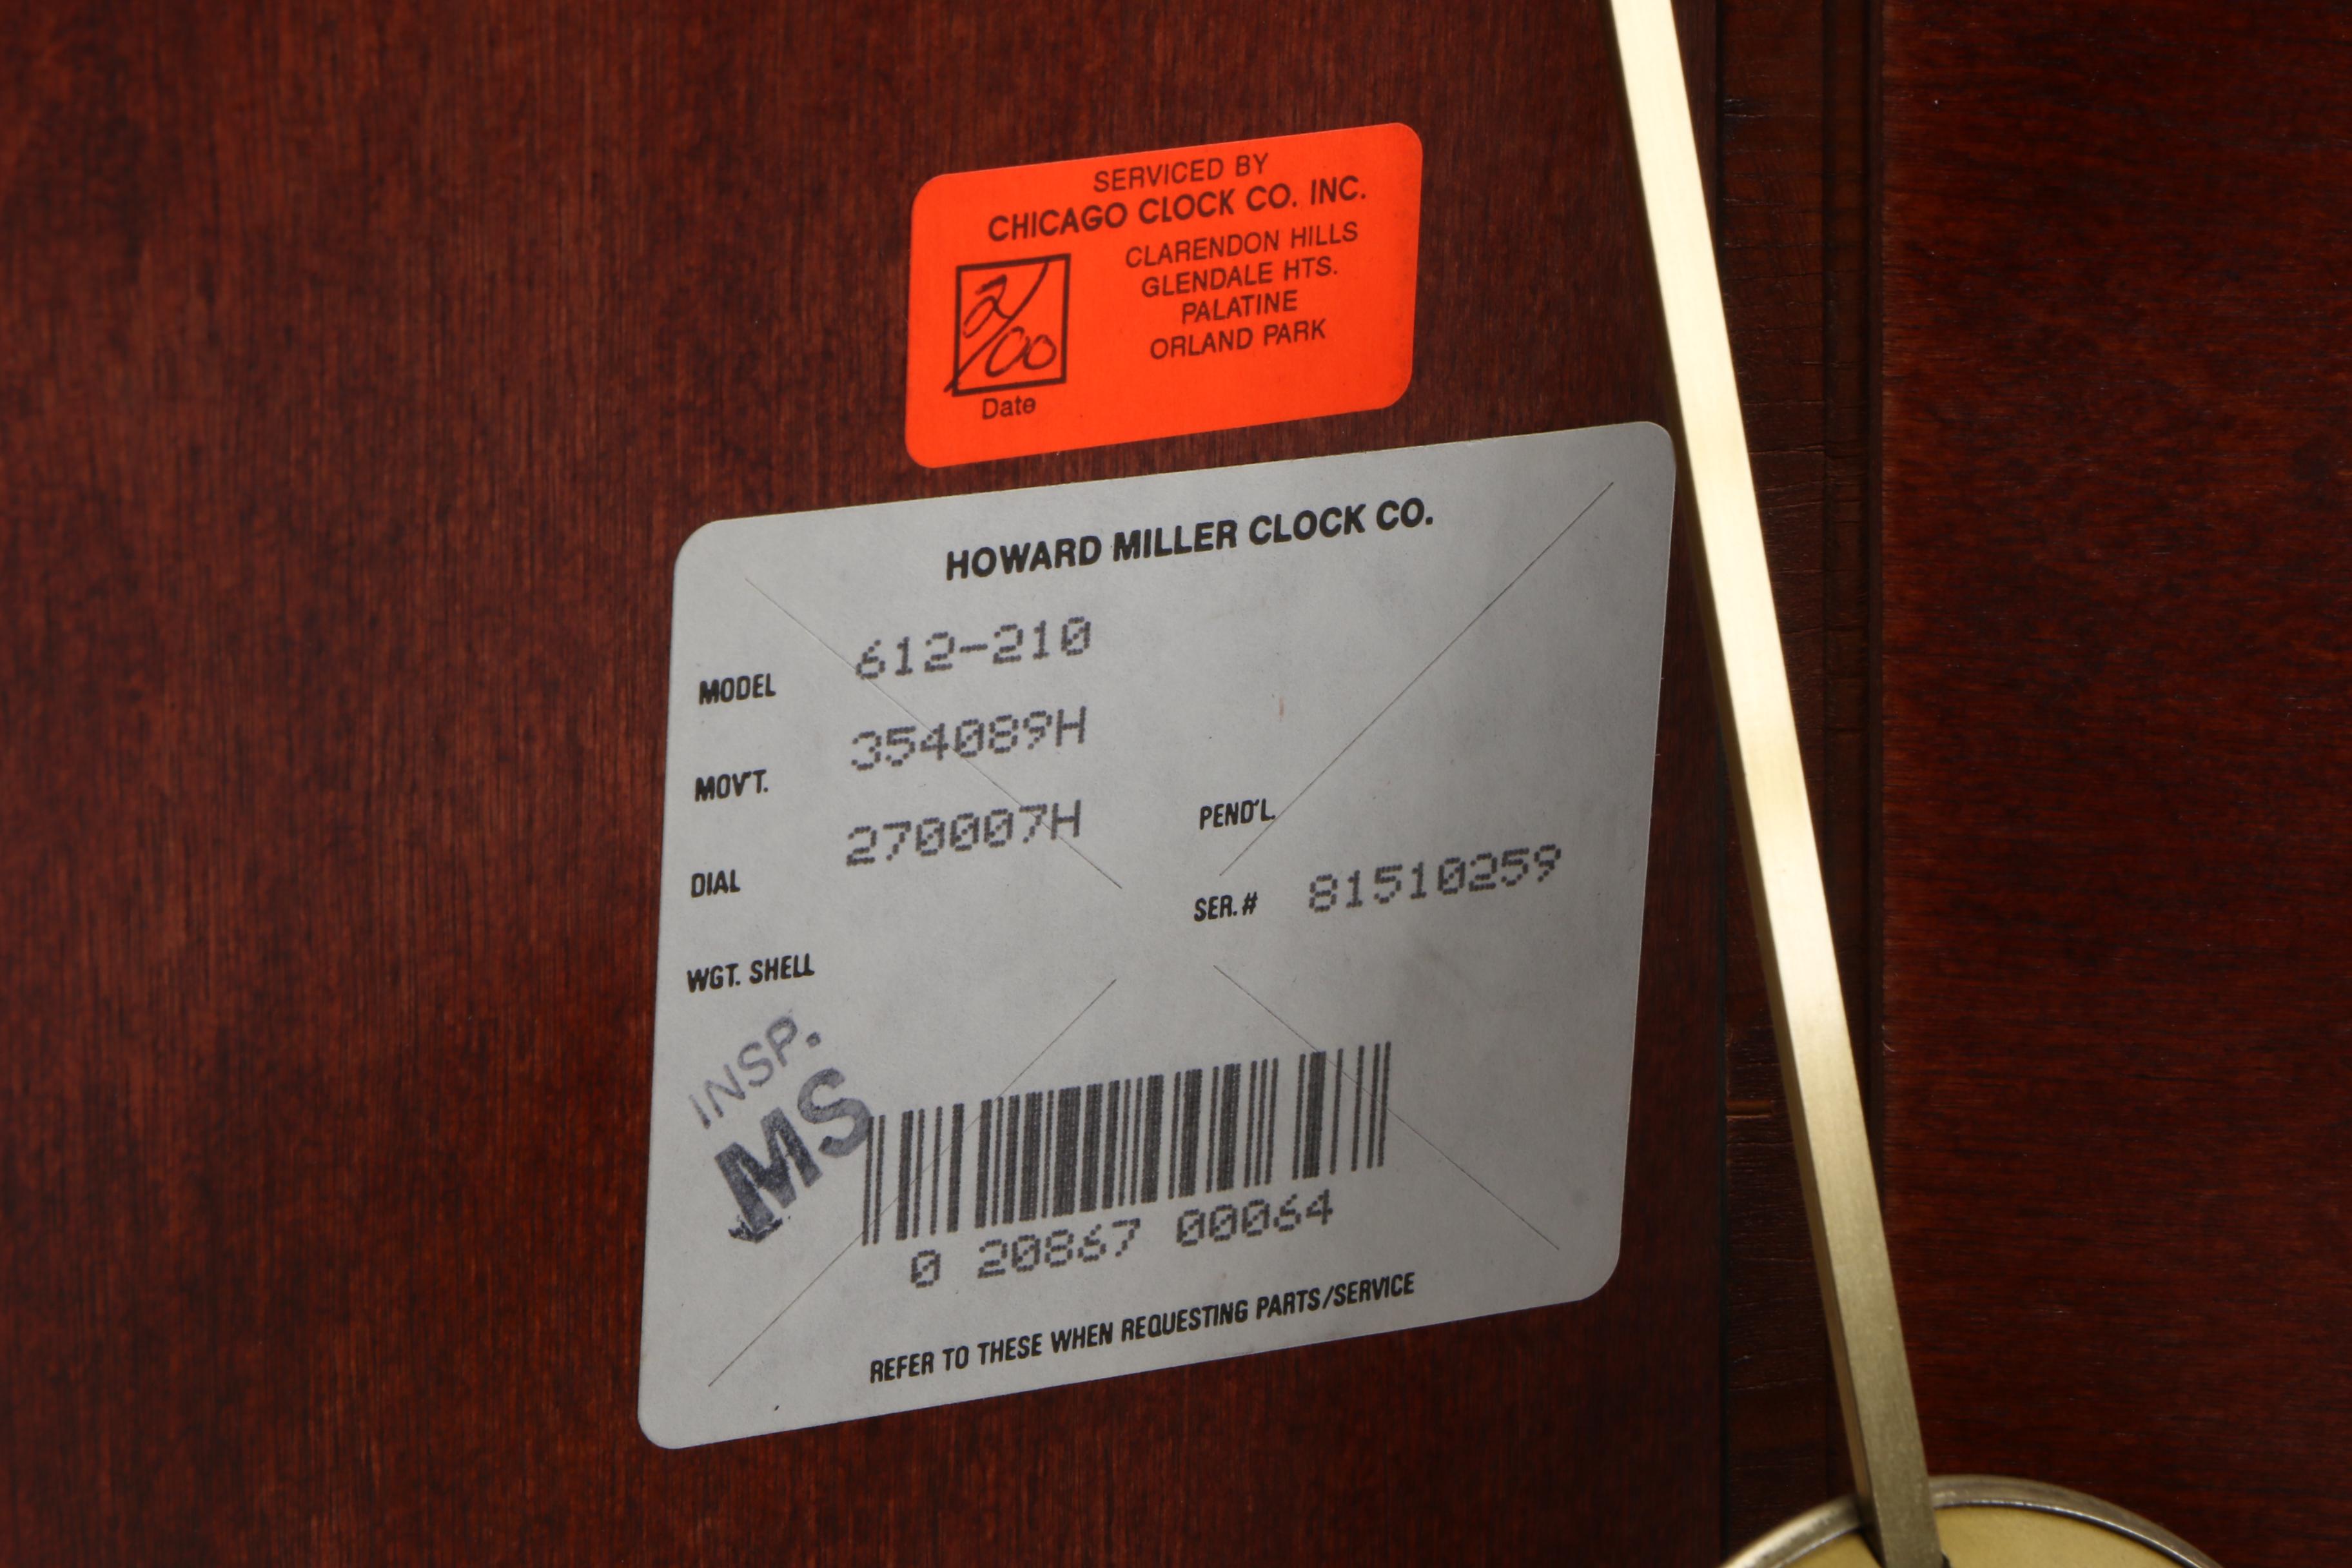 SERVICED BY
CHICAGO CLOCK CO. INC.
CLARENDON HILLS
GLENDALE HTS.
PALATINE
ORLAND PARK
2/00
Date
HOWARD MILLER CLOCK CO.
MODEL 612-210
MOV'T. 354089H
DIAL 270007H
PEND'L.
SER.# 81510259
WGT. SHELL
INSP.
MS
0 20867 00064
REFER TO THESE WHEN REQUESTING PARTS/SERVICE